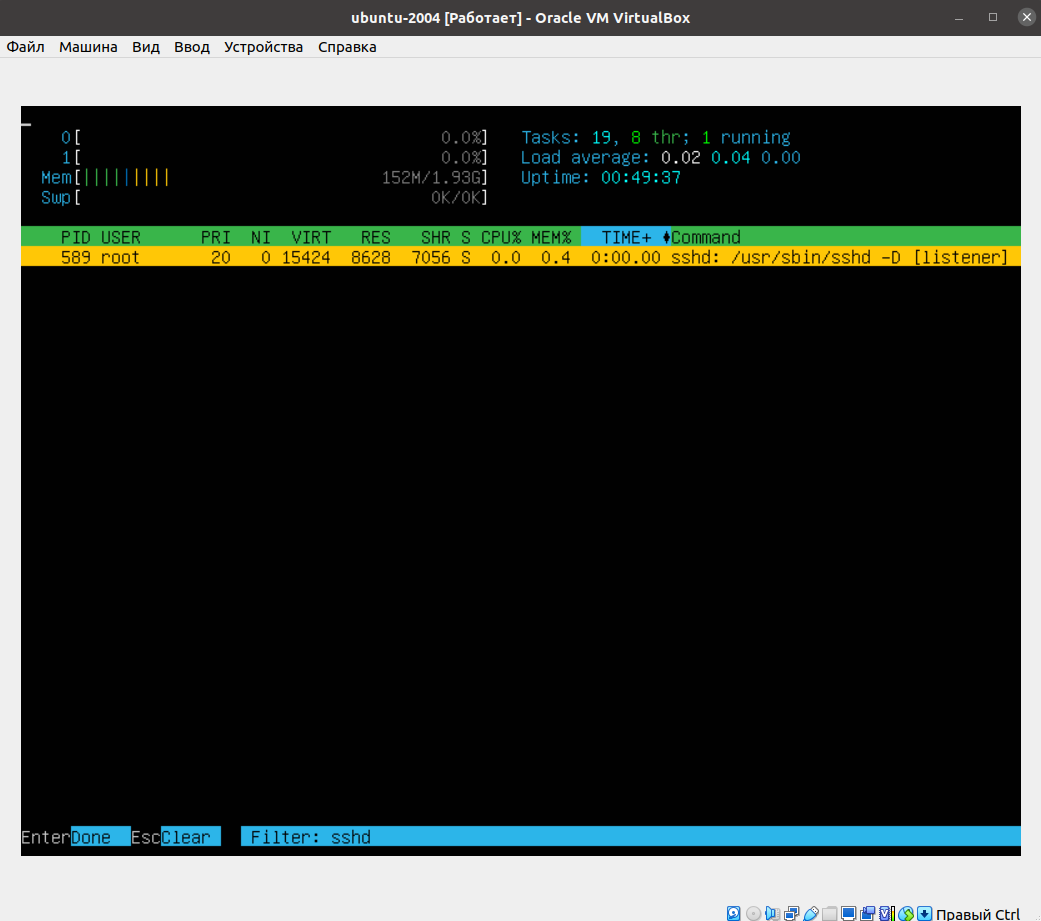 ubuntu-2004 [Работает] - Oracle VM VirtualBox
Файл Машина Вид Ввод Устройства Справка
0[ 0.0%] Tasks: 19, 8 thr; 1 running
1[ 0.0%] Load average: 0.02 0.04 0.00
Mem[||||||||| 152M/1.93G] Uptime: 00:49:37
Swp[ 0K/0K]
PID USER PRI NI VIRT RES SHR S CPU% MEM% TIME+ Command
589 root 20 0 15424 8628 7056 S 0.0 0.4 0:00.00 sshd: /usr/sbin/sshd -D [listener]
EnterDone EscClear Filter: sshd
Правый Ctrl